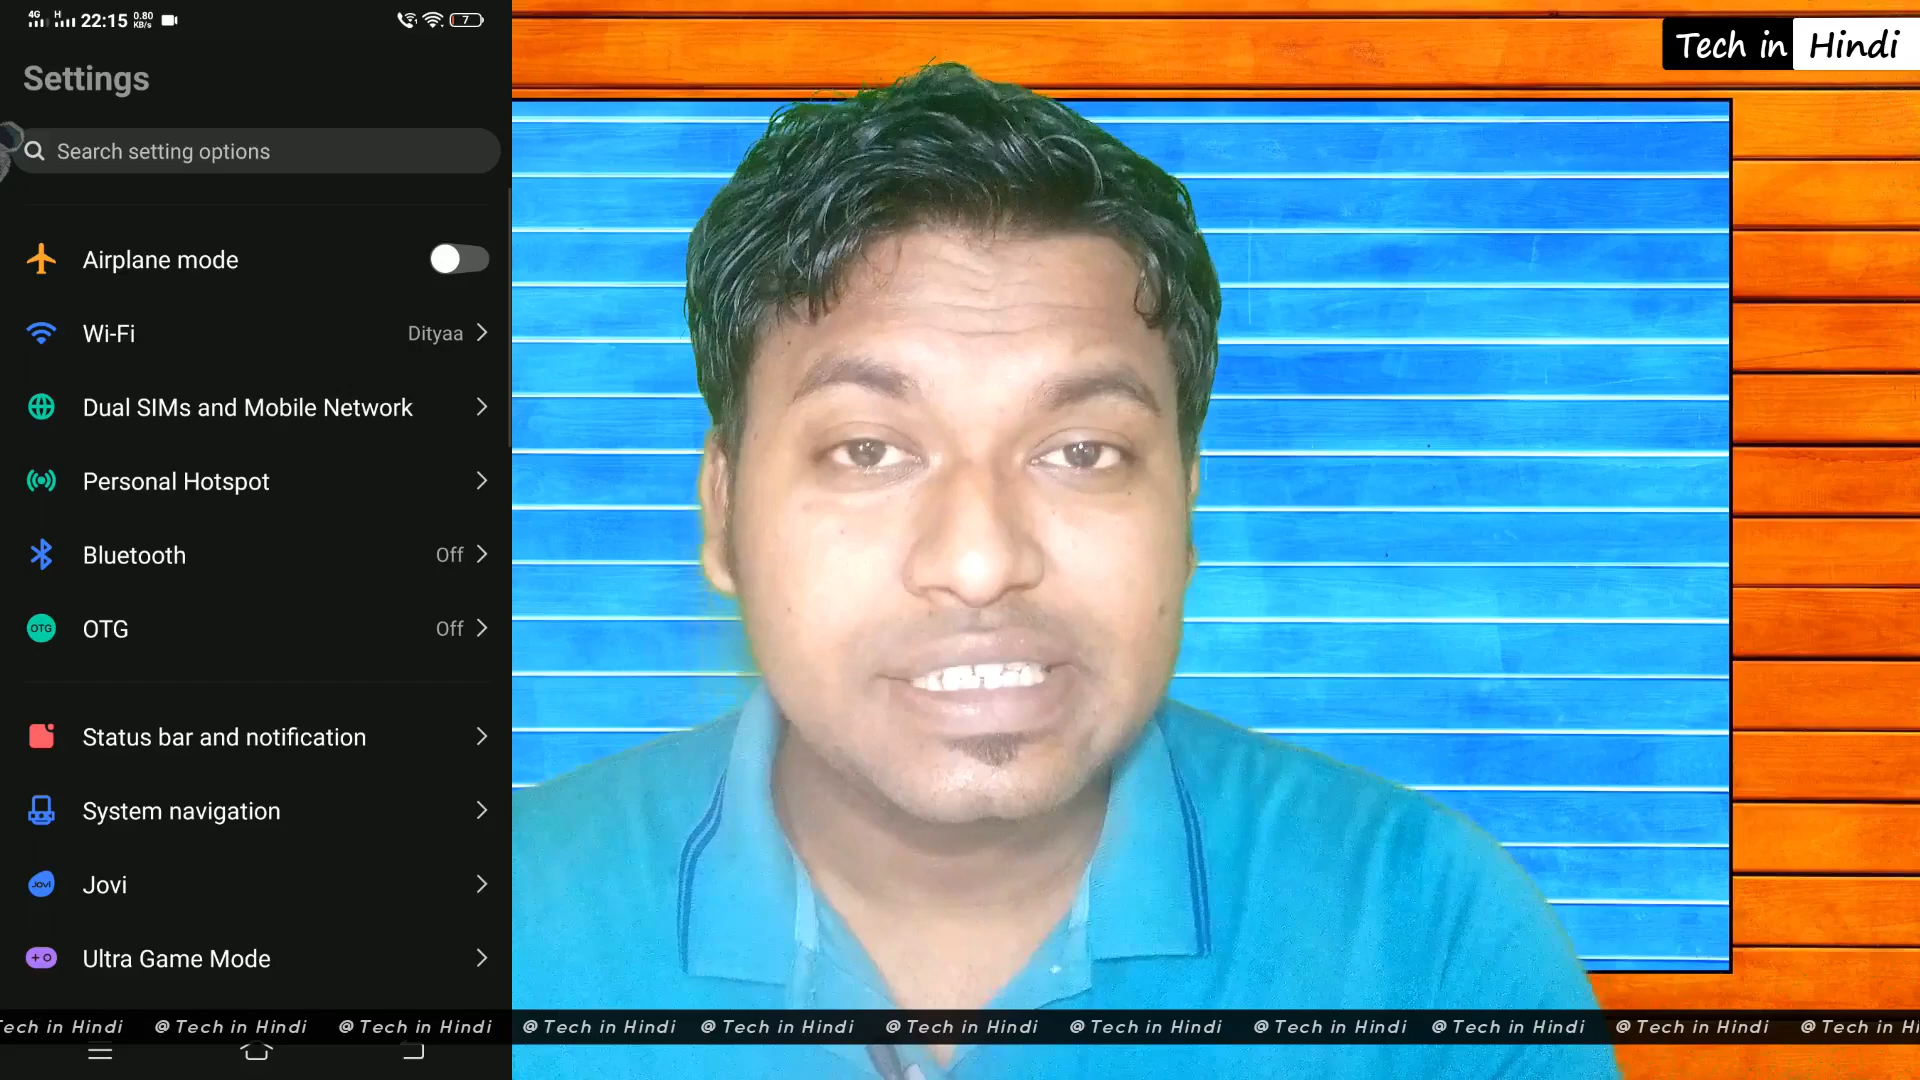 4G H 22:15 0.80 KB/s 7
Tech in Hindi
Settings
Search setting options
Airplane mode
Wi-Fi Dityaa
Dual SIMs and Mobile Network
Personal Hotspot
Bluetooth Off
OTG OTG Off
Status bar and notification
System navigation
Jovi Jovi
Ultra Game Mode
Tech in Hindi @Tech in Hindi @Tech in Hindi @Tech in Hindi @Tech in Hindi @Tech in Hindi @Tech in Hindi @Tech in Hindi @Tech in Hindi @Tech in Hindi @Tech in Hi